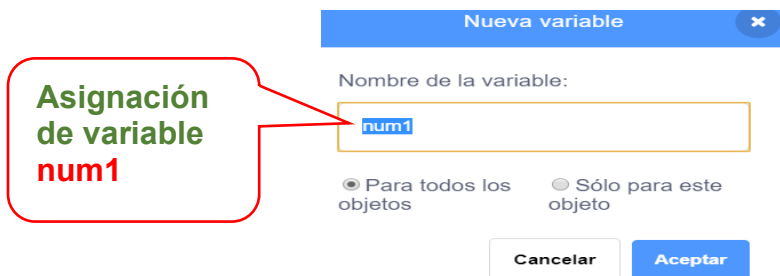 Nueva variable
Asignación
de variable
num1
Nombre de la variable:
num1
Para todos los
objetos
Sólo para este
objeto
Cancelar
Aceptar